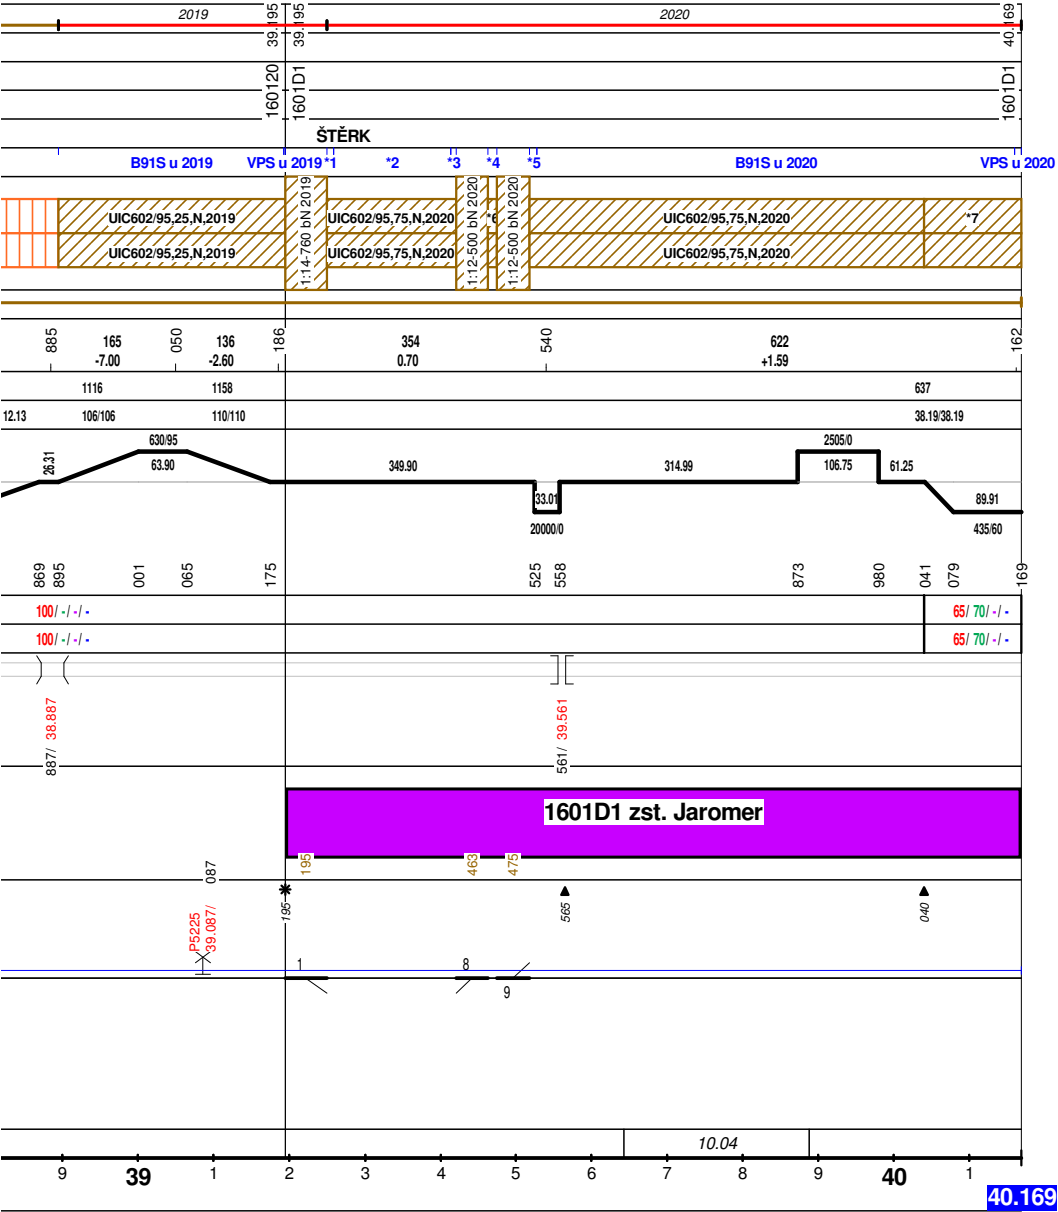 2019 2020
39.195 39.195 40.169
160120 1601D1 1601D1
ŠTĚRK
B91S u 2019 VPS u 2019 *1 *2 *3 *4 *5 B91S u 2020 VPS u 2020
1:14-760 bN 2019 1:12-500 bN 2020 1:12-500 bN 2020
UIC602/95,25,N,2019 UIC602/95,75,N,2020 *6 UIC602/95,75,N,2020 *7
UIC602/95,25,N,2019 UIC602/95,75,N,2020 UIC602/95,75,N,2020
885 165 050 136 186 354 540 622 162
-7.00 -2.60 0.70 +1.59
1116 1158 637
12.13 106/106 110/110 38.19/38.19
630/95 2505/0
26.31 63.90 349.90 33.01 314.99 106.75 61.25 89.91
20000/0 435/60
869 895 001 065 175 525 558 873 980 041 079 169
100/ -/ -/ - 65/ 70/ -/ -
100/ -/ -/ - 65/ 70/ -/ -
887/ 38.887 561/ 39.561
1601D1 zst. Jaromer
195 463 475
087
195 565 040
P5225
39.087/
1 8
9
10.04
9 39 1 2 3 4 5 6 7 8 9 40 1
40.169